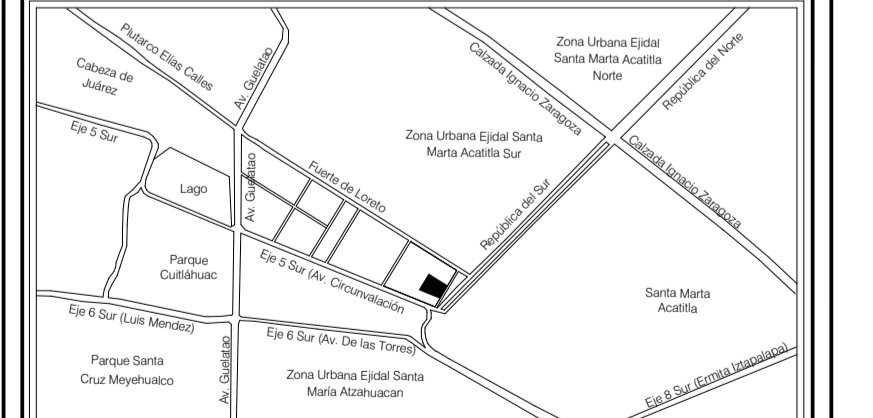 Plutarco Elías Calles
Cabeza de
Juárez
Av. Guelatao
Calzada Ignacio Zaragoza
Zona Urbana Ejidal
Santa Marta Acatitla
Norte
República del Norte
Eje 5 Sur
Zona Urbana Ejidal Santa
Marta Acatitla Sur
Calzada Ignacio Zaragoza
Lago
Av. Guelatao
Fuerte de Loreto
República del Sur
Parque
Cuitláhuac
Eje 5 Sur (Av. Circunvalación
Santa Marta
Acatitla
Eje 6 Sur (Luis Mendez)
Eje 6 Sur (Av. De las Torres)
Parque Santa
Cruz Meyehualco
Av. Guelatao
Zona Urbana Ejidal Santa
María Atzahuacan
Eje 8 Sur (Ermita Iztapalapa)